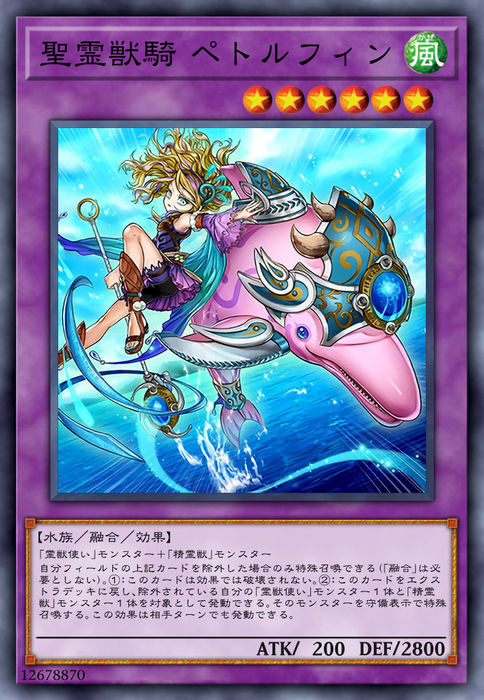 聖霊獣騎 ペトルフィン
かぜ
風
【水族／融合／効果】
「霊獣使い」モンスター＋「精霊獣」モンスター
自分フィールドの上記カードを除外した場合のみ特殊召喚できる(「融合」は必
要としない)。①：このカードは効果では破壊されない。②：このカードをエクス
トラデッキに戻し、除外されている自分の「霊獣使い」モンスター１体と「精霊
獣」モンスター１体を対象として発動できる。そのモンスターを守備表示で特殊
召喚する。この効果は相手ターンでも発動できる。
ATK/ 200 DEF/2800
12678870